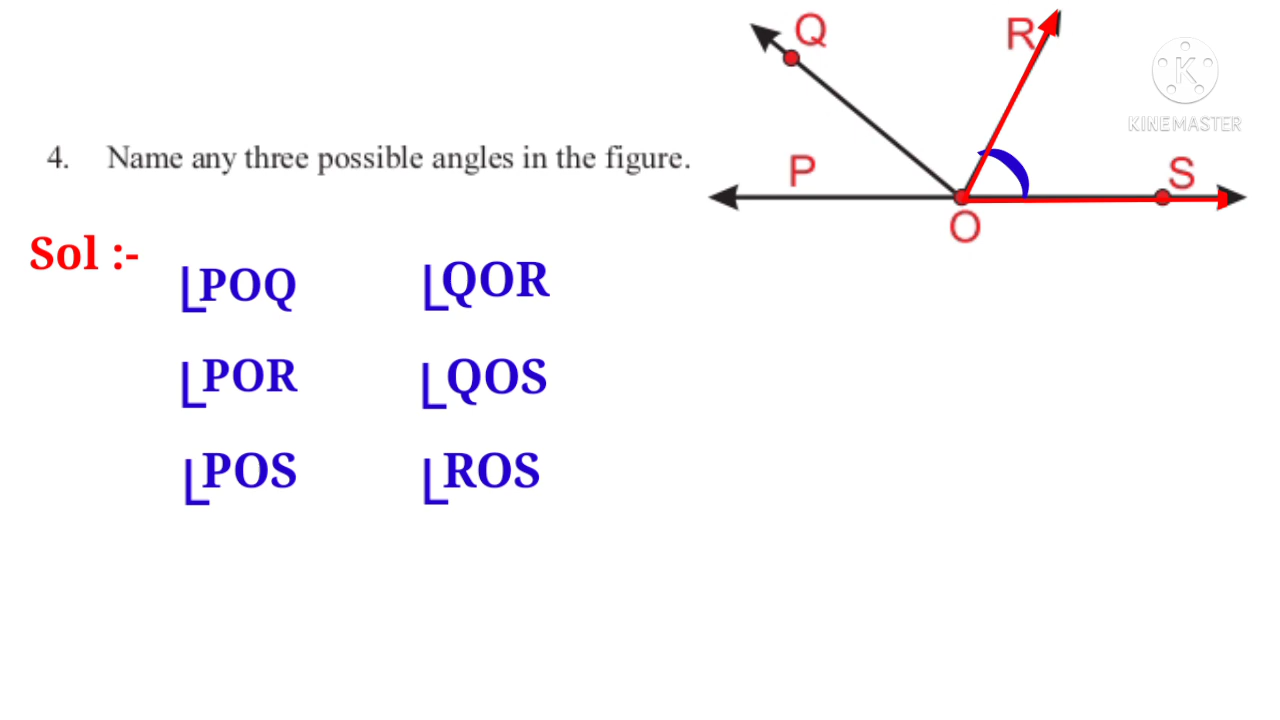 Q
R
K
KINEMASTER
4. Name any three possible angles in the figure.
P
S
O
Sol :-
⌊POQ ⌊QOR
⌊POR ⌊QOS
⌊POS ⌊ROS